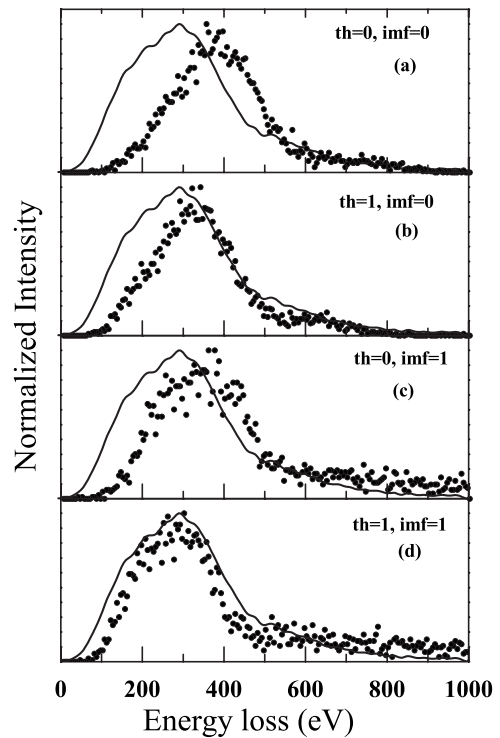 th=0, imf=0
(a)
th=1, imf=0
(b)
th=0, imf=1
(c)
th=1, imf=1
(d)
Normalized Intensity
0 200 400 600 800 1000
Energy loss (eV)